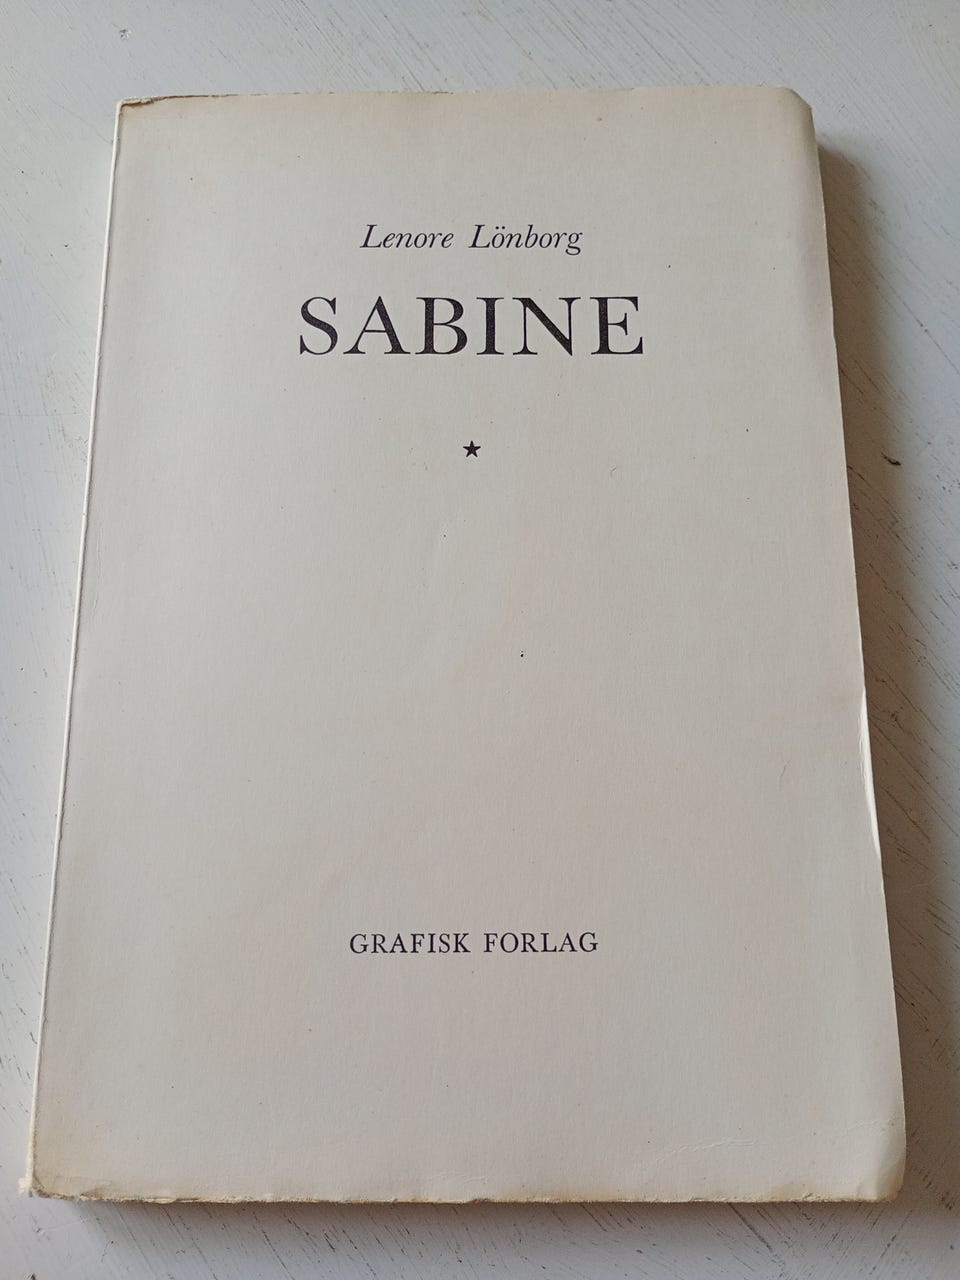 Lenore Lönborg
SABINE
★
GRAFISK FORLAG